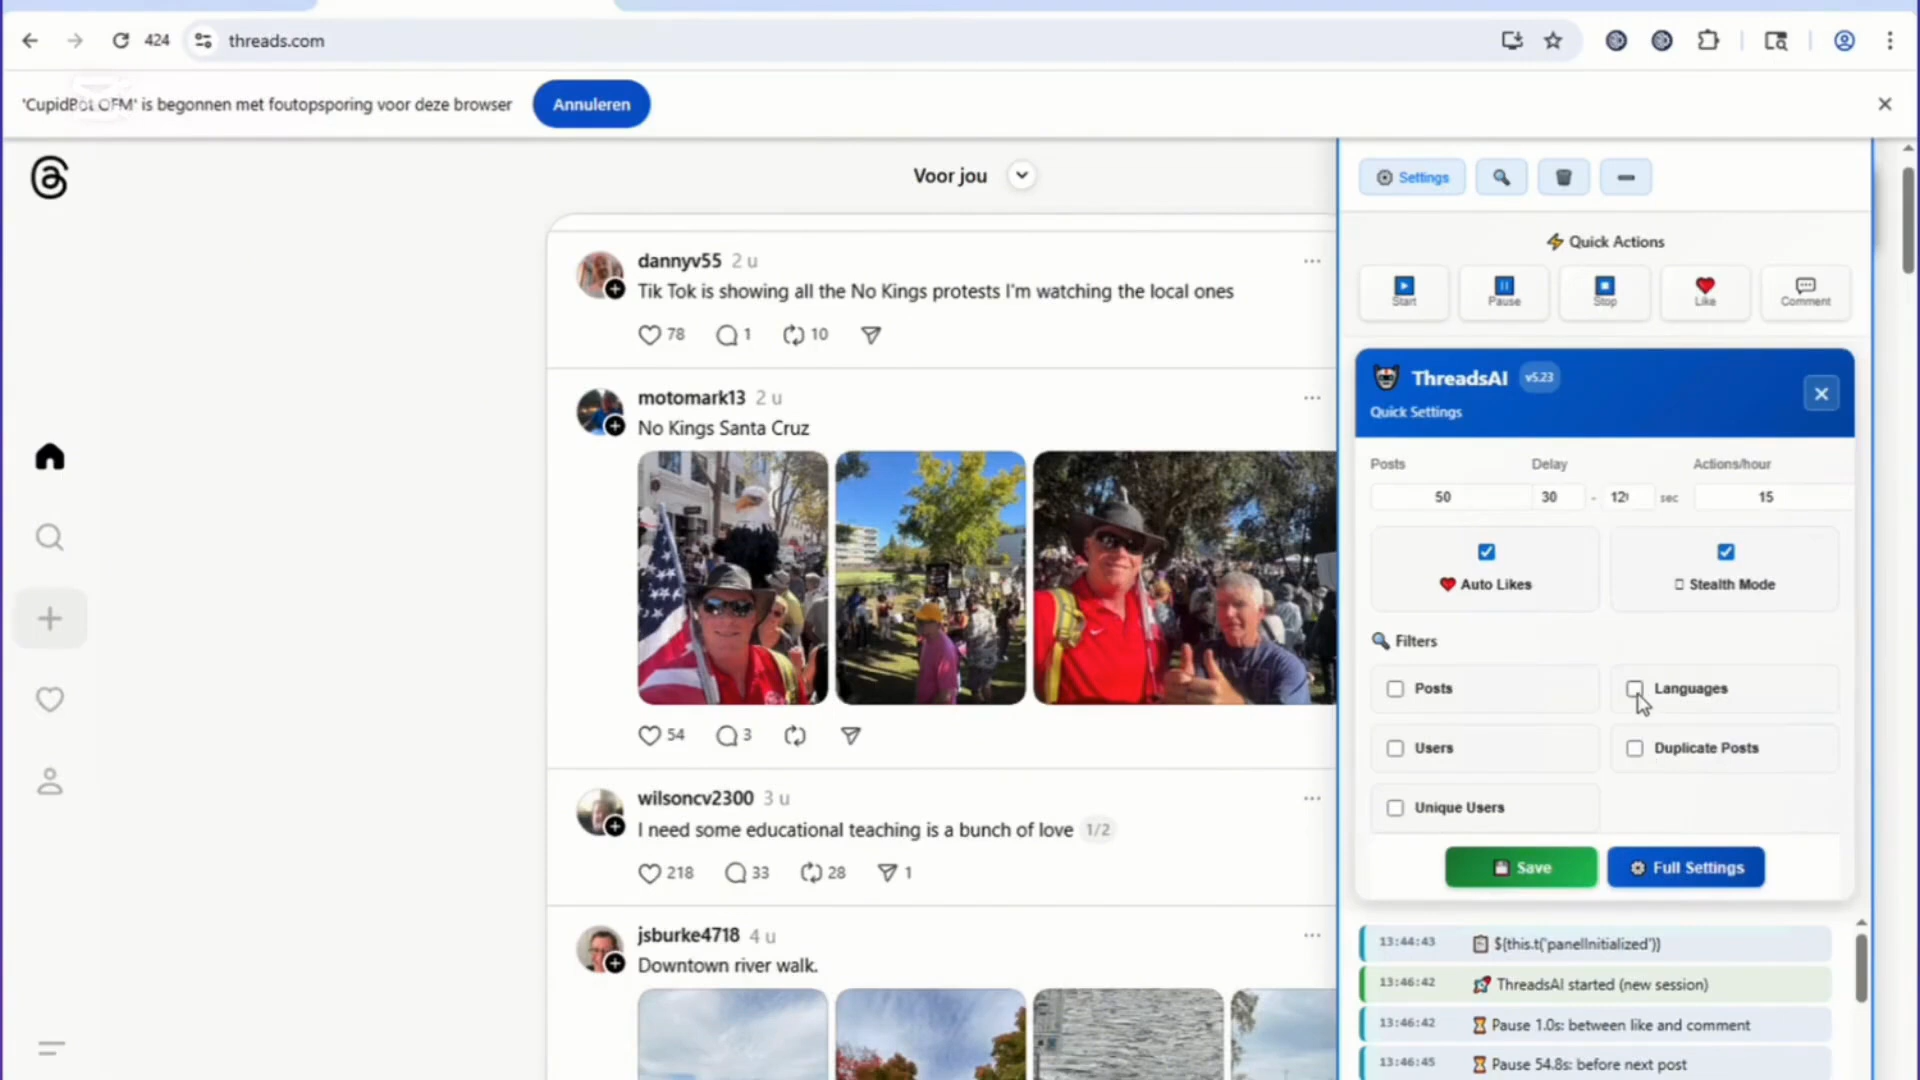 424
threads.com
'CupidBot OFM' is begonnen met foutopsporing voor deze browser
Annuleren
Voor jou
dannyv55 2 u
Tik Tok is showing all the No Kings protests I'm watching the local ones
78 1 10
motomark13 2 u
No Kings Santa Cruz
54 3
wilsoncv2300 3 u
I need some educational teaching is a bunch of love 1/2
218 33 28 1
jsburke4718 4 u
Downtown river walk.
Settings
Quick Actions
Start Pause Stop Like Comment
ThreadsAI v5.23
Quick Settings
Posts Delay Actions/hour
50 30 - 12 sec 15
Auto Likes Stealth Mode
Filters
Posts Languages
Users Duplicate Posts
Unique Users
Save Full Settings
13:44:43 ${this.t('panelInitialized')}
13:46:42 ThreadsAI started (new session)
13:46:42 Pause 1.0s: between like and comment
13:46:45 Pause 54.8s: before next post